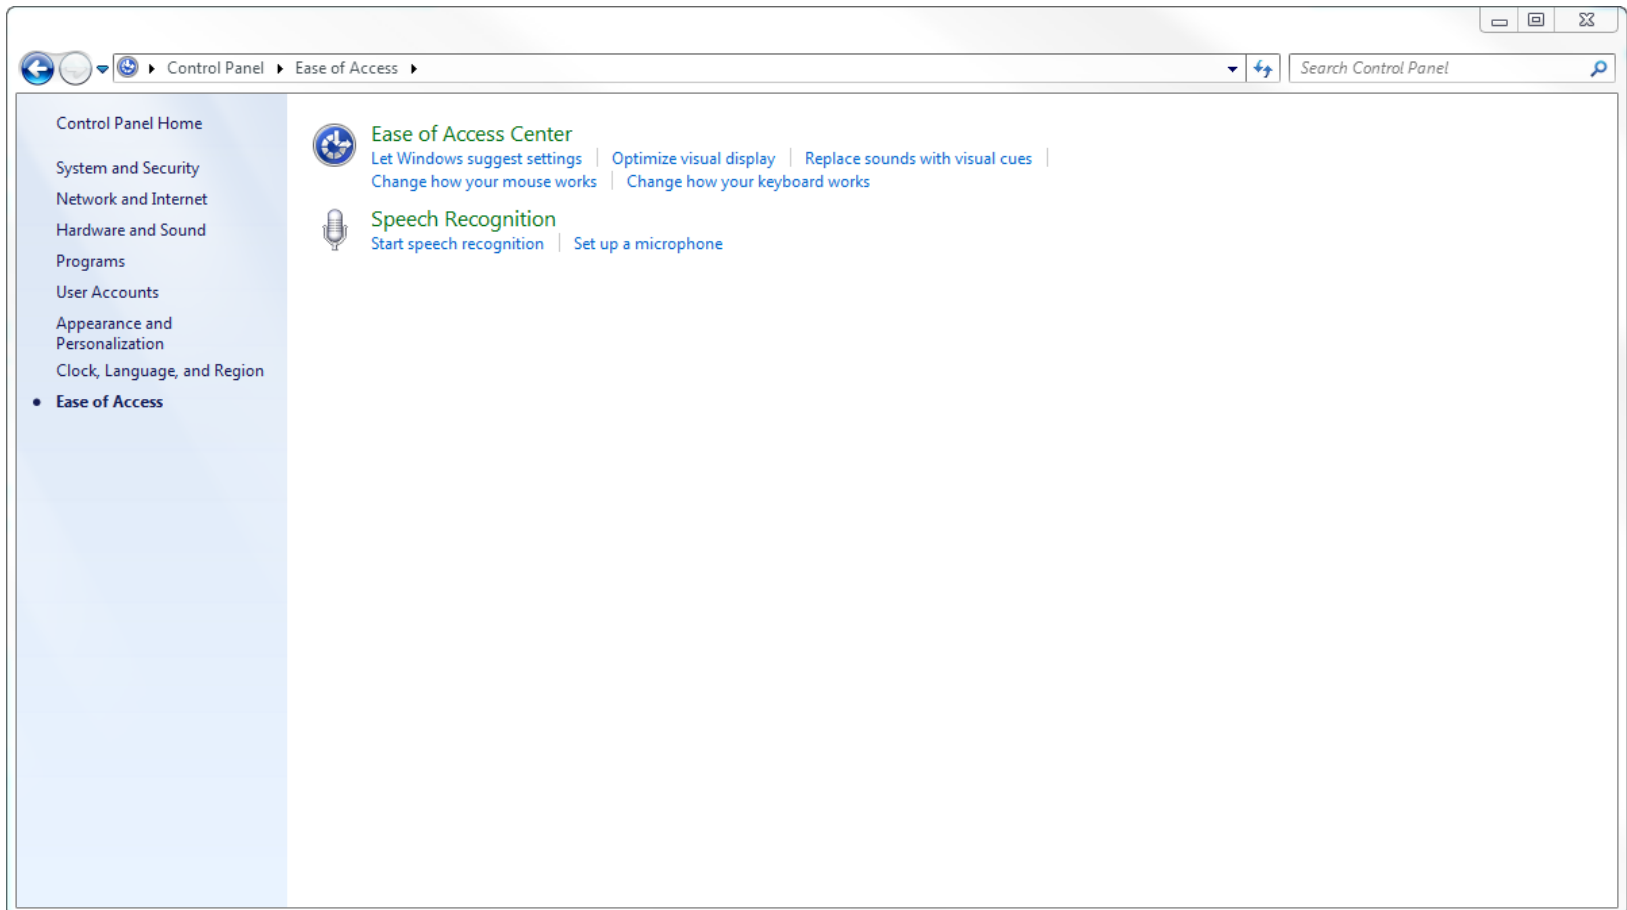 Control Panel Ease of Access
Search Control Panel
Control Panel Home
System and Security
Network and Internet
Hardware and Sound
Programs
User Accounts
Appearance and
Personalization
Clock, Language, and Region
Ease of Access
Ease of Access Center
Let Windows suggest settings Optimize visual display Replace sounds with visual cues
Change how your mouse works Change how your keyboard works
Speech Recognition
Start speech recognition Set up a microphone